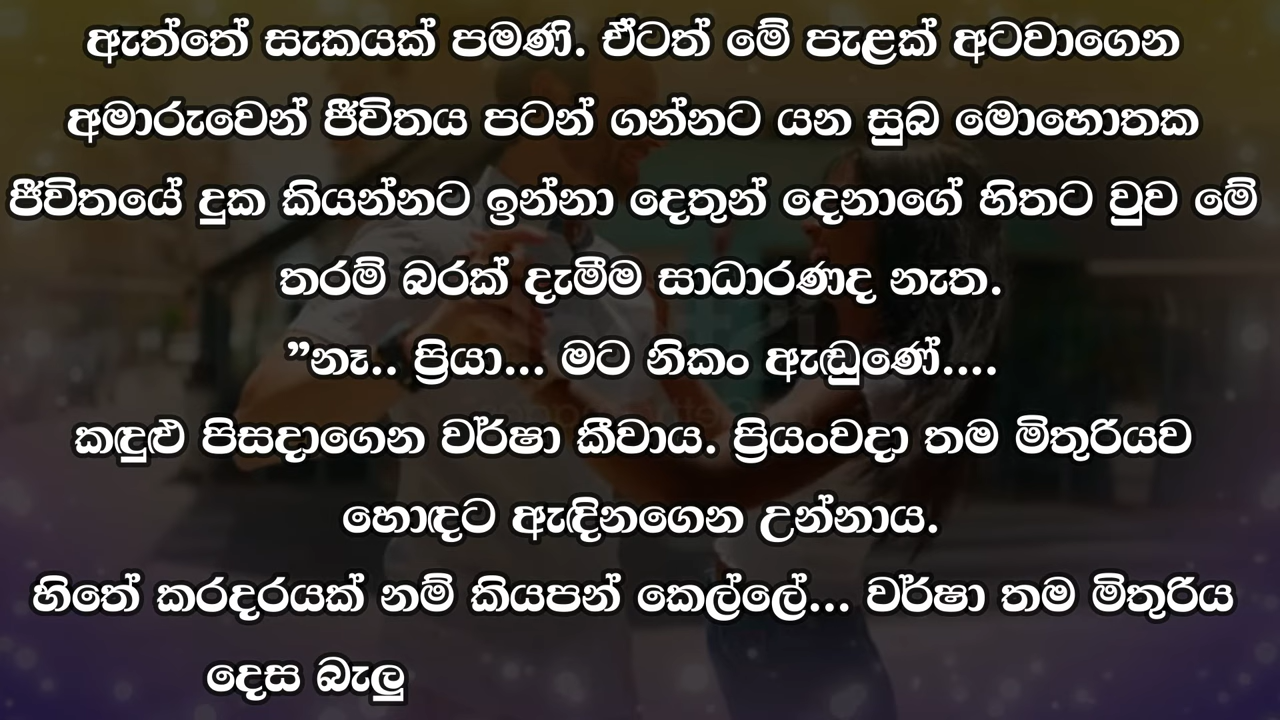 ඇත්තේ සැකයක් පමණි. ඒටත් මේ පැළක් අටවාගෙන
අමාරුවෙන් ජීවිතය පටන් ගන්නට යන සුබ මොහොතක
ජීවිතයේ දුක කියන්නට ඉන්නා දෙතුන් දෙනාගේ හිතට වුව මේ
තරම් බරක් දැමීම සාධාරණද නැත.
”නෑ.. ප්‍රියා... මට නිකං ඇඬුණේ....
කඳුළු පිසදාගෙන වර්ෂා කීවාය. ප්‍රියංවදා තම මිතුරියව
හොඳට ඇඳිනගෙන උන්නාය.
හිතේ කරදරයක් නම් කියපන් කෙල්ලේ... වර්ෂා තම මිතුරිය
දෙස බැලු